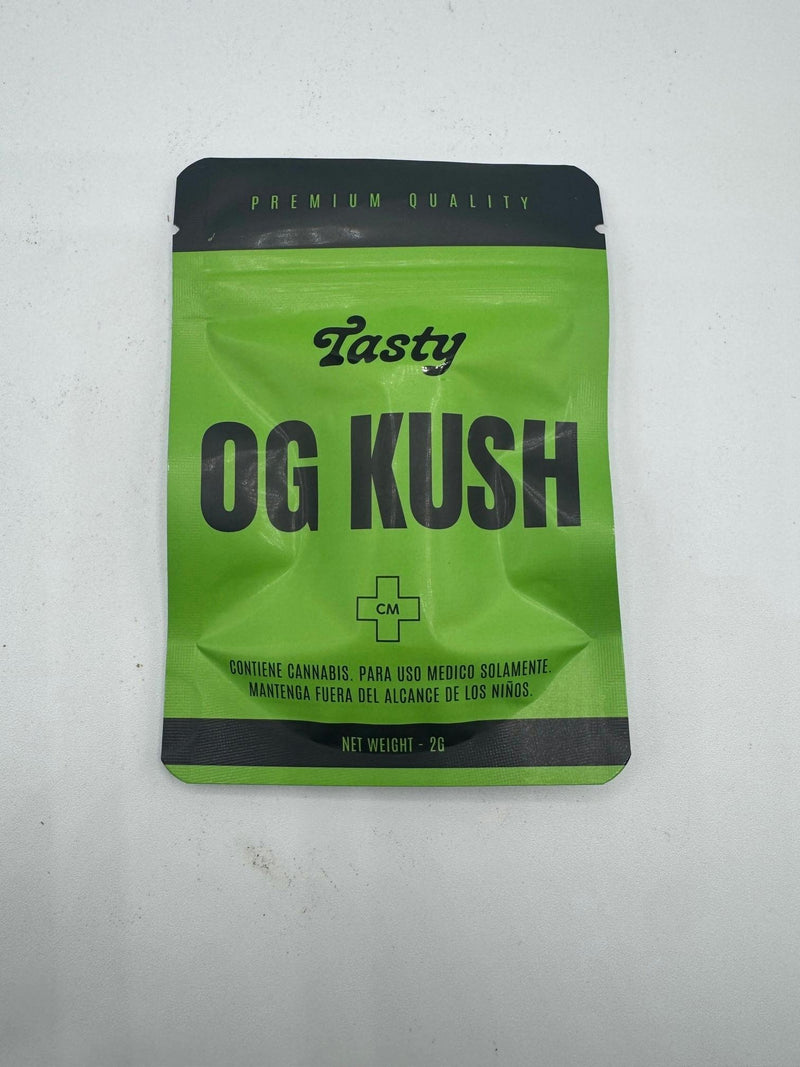 PREMIUM QUALITY
Tasty
OG KUSH
CM
CONTIENE CANNABIS. PARA USO MEDICO SOLAMENTE.
MANTENGA FUERA DEL ALCANCE DE LOS NIÑOS.
NET WEIGHT - 2G